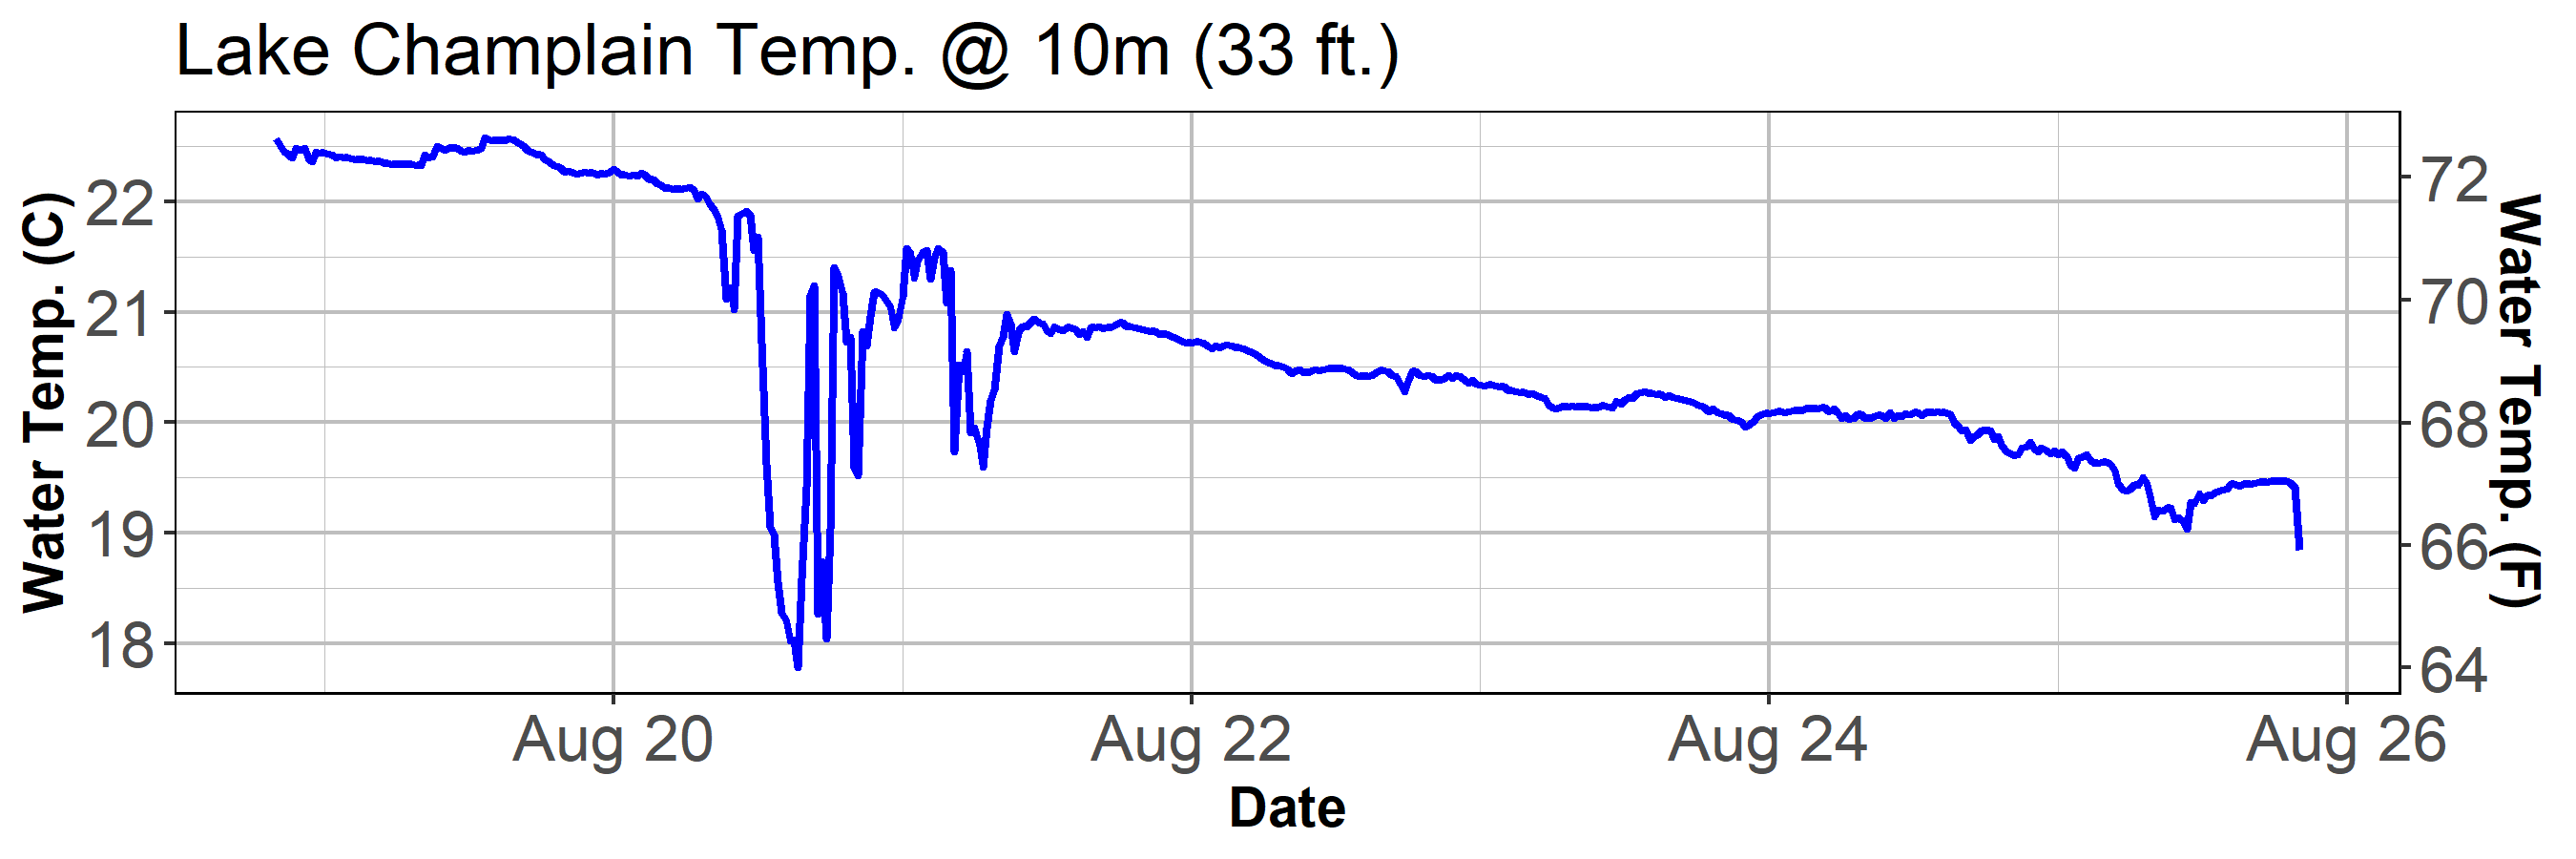 Lake Champlain Temp. @ 10m (33 ft.)
Water Temp. (C)
22
21
20
19
18
72
70
68
66
64
Water Temp. (F)
Aug 20
Aug 22
Aug 24
Aug 26
Date